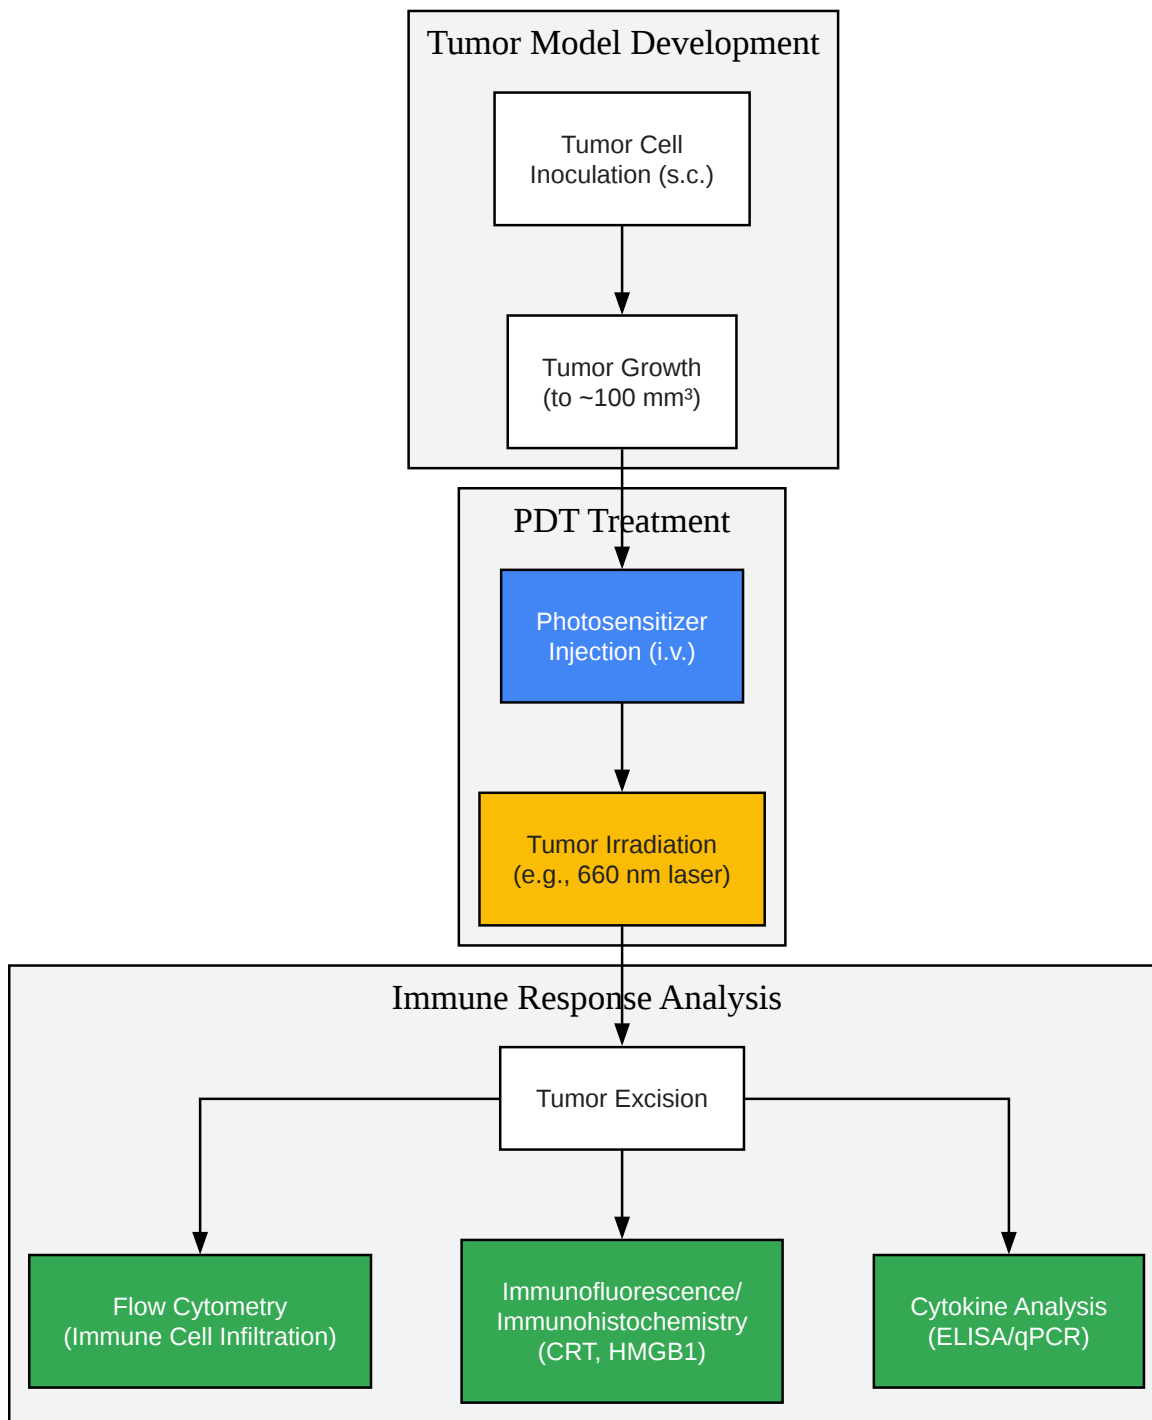 Tumor Model Development
Tumor Cell
Inoculation (s.c.)
Tumor Growth
(to ~100 mm³)
PDT Treatment
Photosensitizer
Injection (i.v.)
Tumor Irradiation
(e.g., 660 nm laser)
Immune Response Analysis
Tumor Excision
Flow Cytometry
(Immune Cell Infiltration)
Immunofluorescence/
Immunohistochemistry
(CRT, HMGB1)
Cytokine Analysis
(ELISA/qPCR)